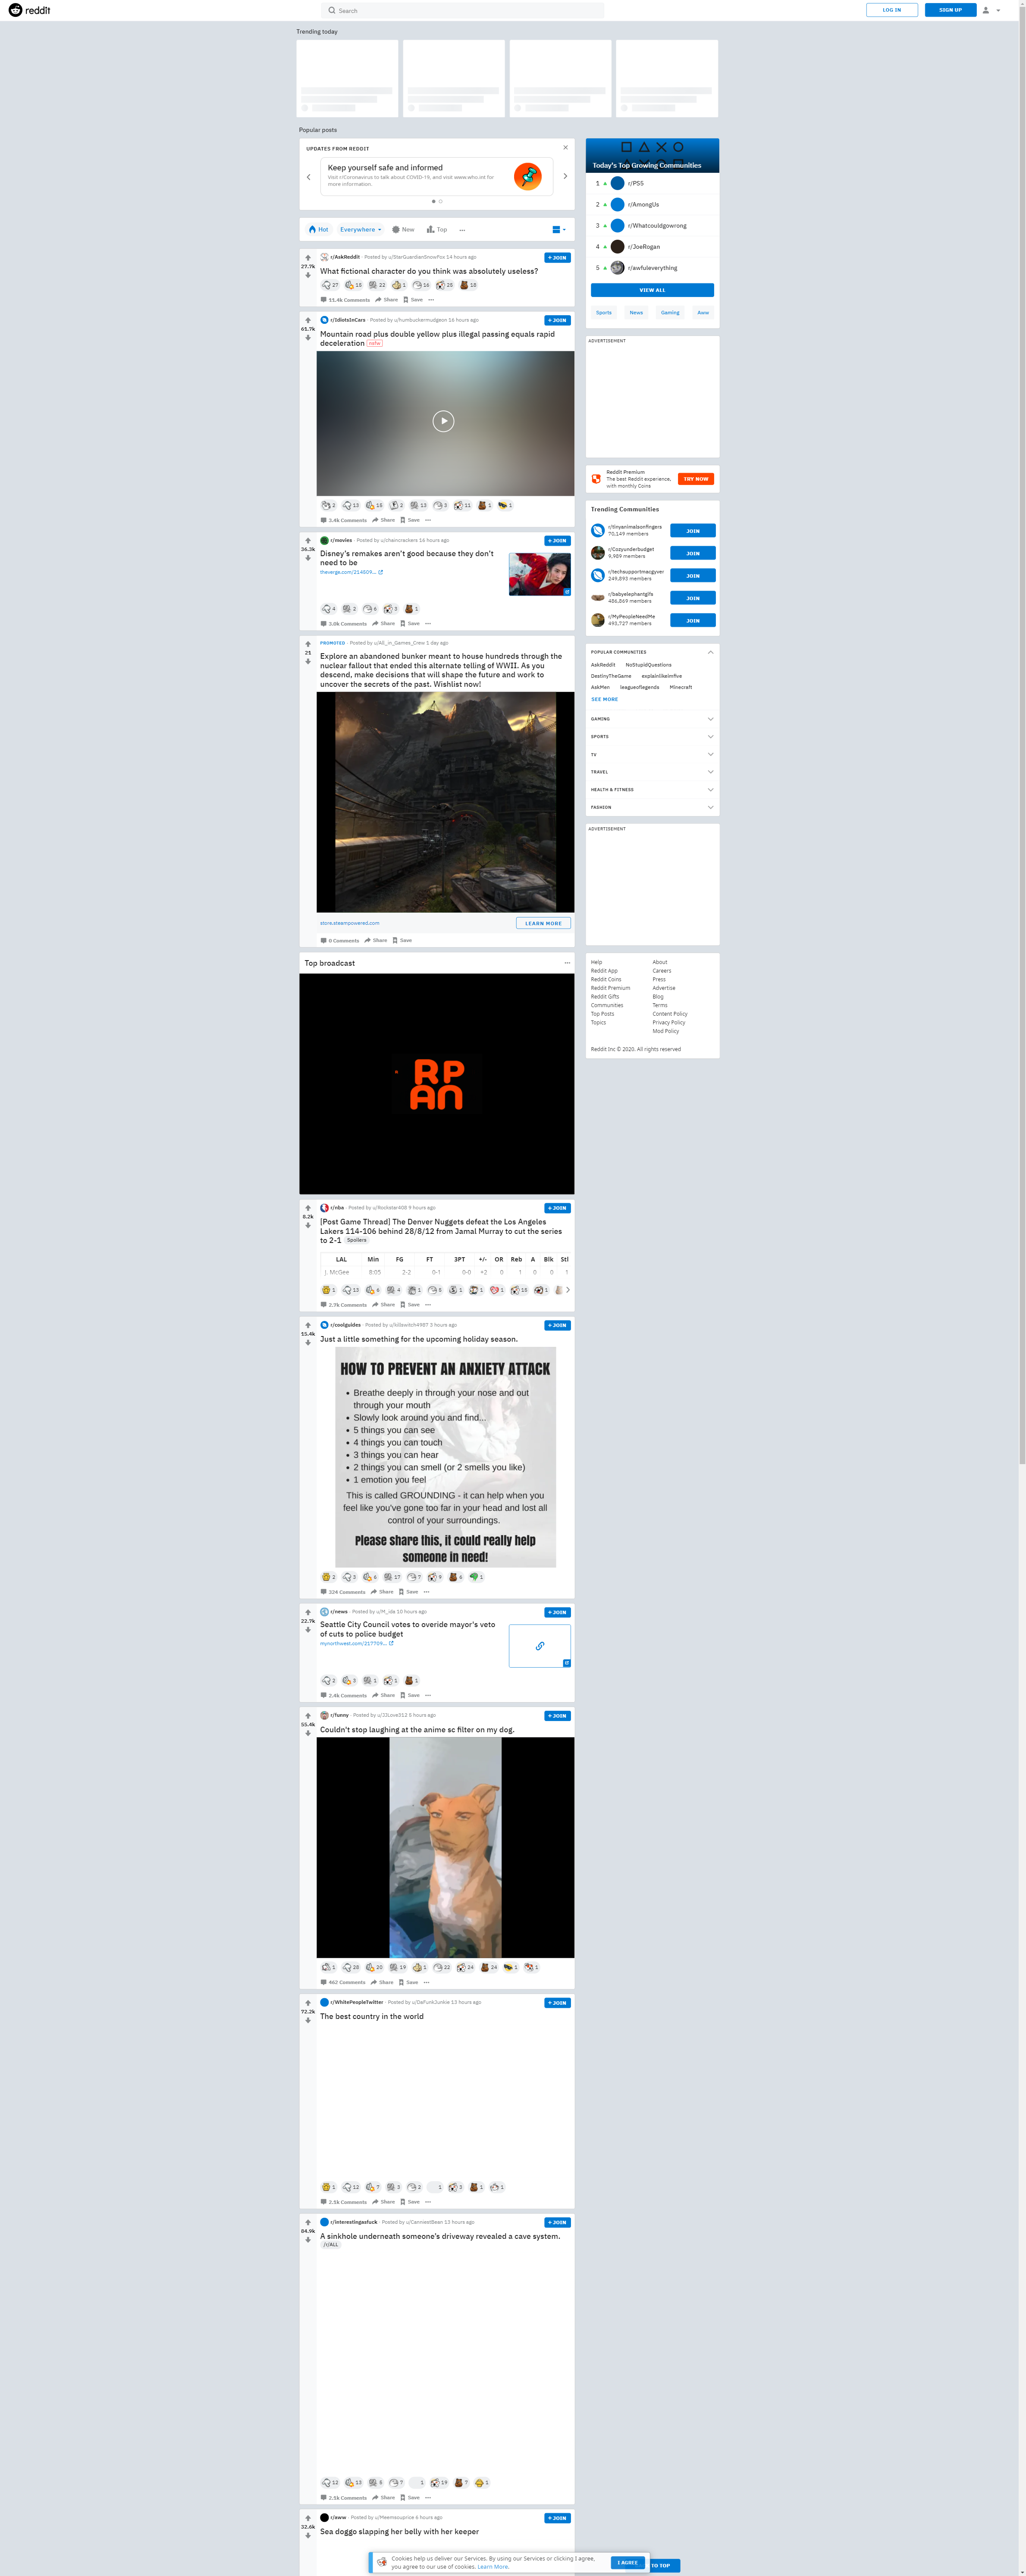 reddit
Search
LOG IN
SIGN UP
Trending today
Popular posts
UPDATES FROM REDDIT
Keep yourself safe and informed
Visit r/Coronavirus to talk about COVID-19, and visit www.who.int for
more information.
Hot
Everywhere
New
Top
27.7k
r/AskReddit · Posted by u/StarGuardianSnowFox 14 hours ago
+ JOIN
What fictional character do you think was absolutely useless?
27 15 22 1 16 25 18
11.4k Comments Share Save
61.7k
r/IdiotsInCars · Posted by u/humbuckermudgeon 16 hours ago
+ JOIN
Mountain road plus double yellow plus illegal passing equals rapid
deceleration nsfw
2 13 15 2 13 3 11 1 1
3.4k Comments Share Save
36.3k
r/movies · Posted by u/chaincrackers 16 hours ago
+ JOIN
Disney's remakes aren't good because they don't
need to be
theverge.com/214009...
4 2 6 3 1
3.0k Comments Share Save
21
PROMOTED · Posted by u/All_in_Games_Crew 1 day ago
Explore an abandoned bunker meant to house hundreds through the
nuclear fallout that ended this alternate telling of WWII. As you
descend, make decisions that will shape the future and work to
uncover the secrets of the past. Wishlist now!
store.steampowered.com
LEARN MORE
0 Comments Share Save
Top broadcast
RP
AN
8.2k
r/nba · Posted by u/Rockstar408 9 hours ago
+ JOIN
[Post Game Thread] The Denver Nuggets defeat the Los Angeles
Lakers 114-106 behind 28/8/12 from Jamal Murray to cut the series
to 2-1 Spoilers
LAL Min FG FT 3PT +/- OR Reb A Blk Stl
J. McGee 8:05 2-2 0-1 0-0 +2 0 1 0 0 1
1 13 6 4 1 5 1 1 1 15 1
2.7k Comments Share Save
15.4k
r/coolguides · Posted by u/killswitch4987 3 hours ago
+ JOIN
Just a little something for the upcoming holiday season.
HOW TO PREVENT AN ANXIETY ATTACK
• Breathe deeply in through your nose and out
through your mouth
• Slowly look around you and find...
• 5 things you can see
• 4 things you can touch
• 3 things you can hear
• 2 things you can smell (or 2 smells you like)
• 1 emotion you feel
This is called GROUNDING - it can help when you
feel like you've gone too far in your head and lost all
control of your surroundings.
Please share this, it could really help
someone in need!
2 3 6 17 7 9 6 1
324 Comments Share Save
22.7k
r/news · Posted by u/M_ida 10 hours ago
+ JOIN
Seattle City Council votes to overide mayor's veto
of cuts to police budget
mynorthwest.com/217709...
2 3 1 1 1
2.4k Comments Share Save
55.4k
r/funny · Posted by u/JJLove312 5 hours ago
+ JOIN
Couldn't stop laughing at the anime sc filter on my dog.
1 28 20 19 1 22 24 24 1 1
462 Comments Share Save
72.2k
r/WhitePeopleTwitter · Posted by u/DaFunkJunkie 13 hours ago
+ JOIN
The best country in the world
1 12 7 3 2 1 3 1 1
2.5k Comments Share Save
84.9k
r/interestingasfuck · Posted by u/CanmeetBean 13 hours ago
+ JOIN
A sinkhole underneath someone's driveway revealed a cave system.
/r/ALL
12 13 5 7 1 19 7 1
2.5k Comments Share Save
32.6k
r/aww · Posted by u/Meemsouprice 6 hours ago
+ JOIN
Sea doggo slapping her belly with her keeper
Today's Top Growing Communities
1 r/PS5
2 r/AmongUs
3 r/Whatcouldgowrong
4 r/JoeRogan
5 r/awfuleverything
VIEW ALL
Sports News Gaming Aww
ADVERTISEMENT
Reddit Premium
The best Reddit experience,
with monthly Coins
TRY NOW
Trending Communities
r/tinyanimalsonfingers
70,149 members
JOIN
r/Cozyunderbudget
9,989 members
JOIN
r/techsupportmacgyver
249,893 members
JOIN
r/babyelephantgifs
486,869 members
JOIN
r/MyPeopleNeedMe
493,727 members
JOIN
POPULAR COMMUNITIES
AskReddit NoStupidQuestions
DestinyTheGame explainlikeimfive
AskMen leagueoflegends Minecraft
SEE MORE
GAMING
SPORTS
TV
TRAVEL
HEALTH & FITNESS
FASHION
ADVERTISEMENT
Help About
Reddit App Careers
Reddit Coins Press
Reddit Premium Advertise
Reddit Gifts Blog
Communities Terms
Top Posts Content Policy
Topics Privacy Policy
Mod Policy
Reddit Inc © 2020. All rights reserved
Cookies help us deliver our Services. By using our Services or clicking I agree,
you agree to our use of cookies. Learn More.
I AGREE
TO TOP